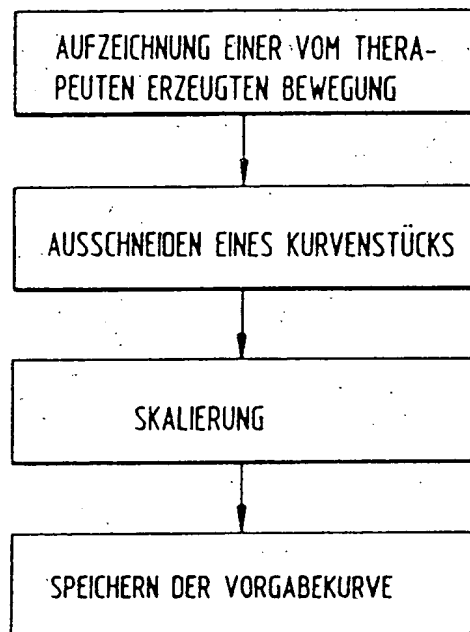 AUFZEICHNUNG EINER VOM THERA-
PEUTEN ERZEUGTEN BEWEGUNG
AUSSCHNEIDEN EINES KURVENSTÜCKS
SKALIERUNG
SPEICHERN DER VORGABEKURVE